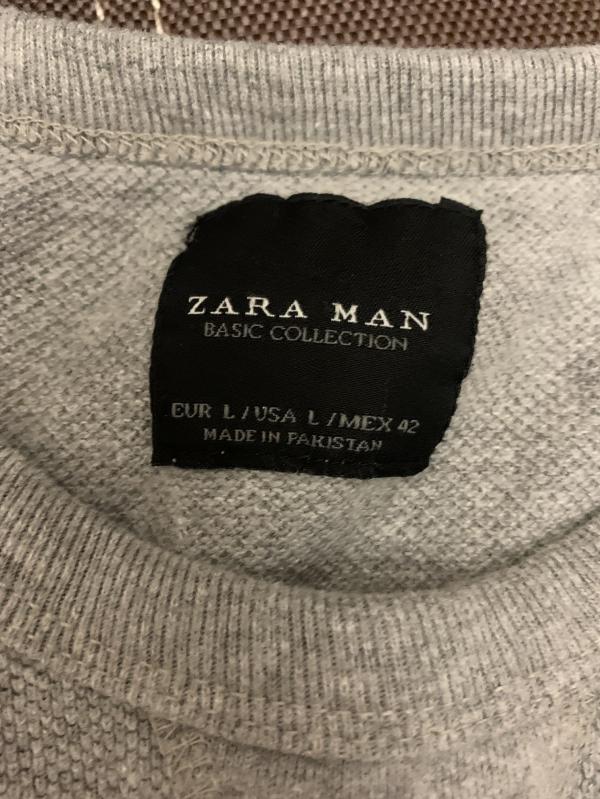 ZARA MAN
BASIC COLLECTION
EUR L / USA L / MEX 42
MADE IN PAKISTAN